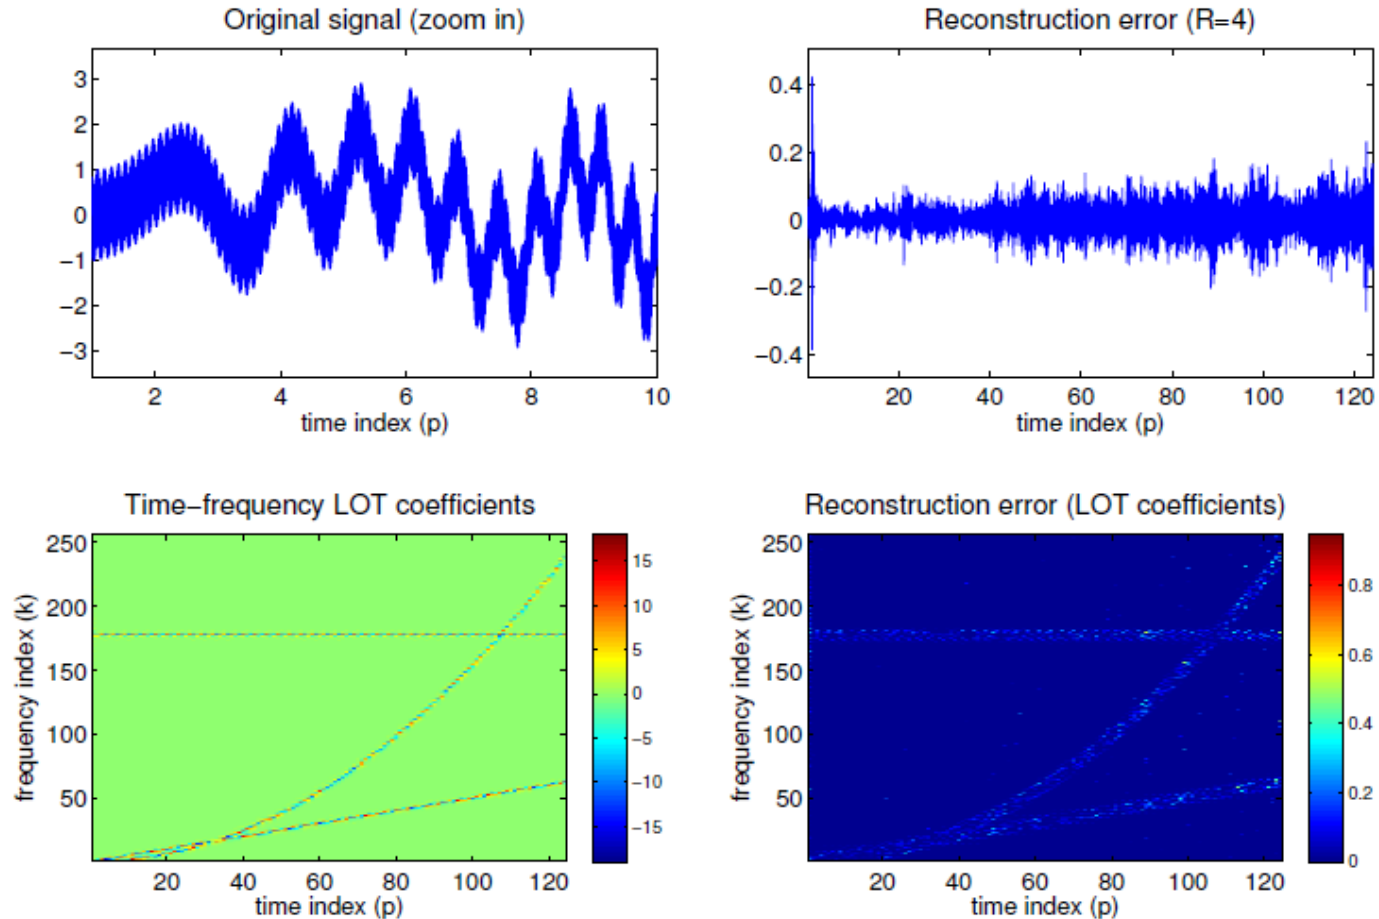 Original signal (zoom in)
3
2
1
0
−1
−2
−3
2 4 6 8 10
time index (p)
Reconstruction error (R=4)
0.4
0.2
0
−0.2
−0.4
20 40 60 80 100 120
time index (p)
Time−frequency LOT coefficients
frequency index (k)
250
200
150
100
50
20 40 60 80 100 120
time index (p)
15
10
5
0
−5
−10
−15
Reconstruction error (LOT coefficients)
frequency index (k)
250
200
150
100
50
20 40 60 80 100 120
time index (p)
0.8
0.6
0.4
0.2
0